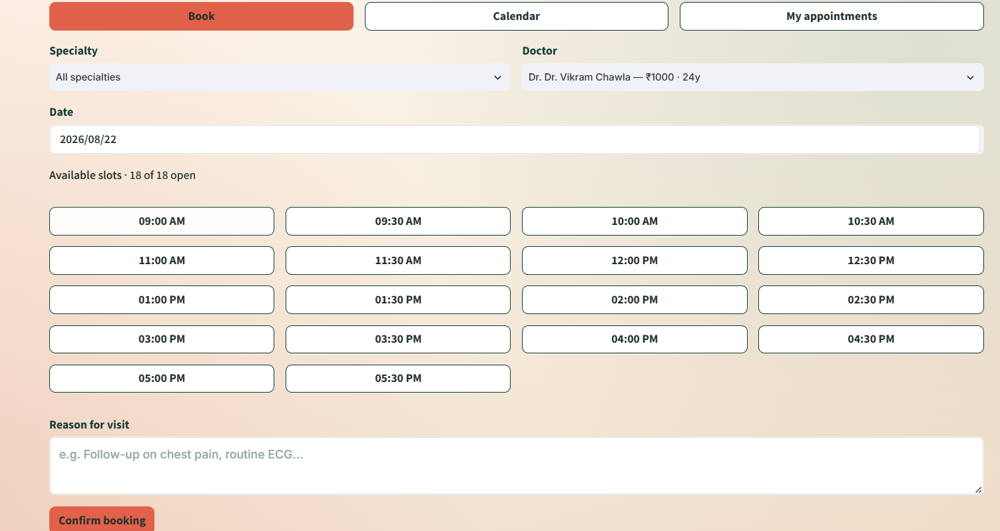 Book Calendar My appointments
Specialty Doctor
All specialties Dr. Dr. Vikram Chawla — ₹1000 · 24y
Date
2026/08/22
Available slots · 18 of 18 open
09:00 AM 09:30 AM 10:00 AM 10:30 AM
11:00 AM 11:30 AM 12:00 PM 12:30 PM
01:00 PM 01:30 PM 02:00 PM 02:30 PM
03:00 PM 03:30 PM 04:00 PM 04:30 PM
05:00 PM 05:30 PM
Reason for visit
e.g. Follow-up on chest pain, routine ECG...
Confirm booking